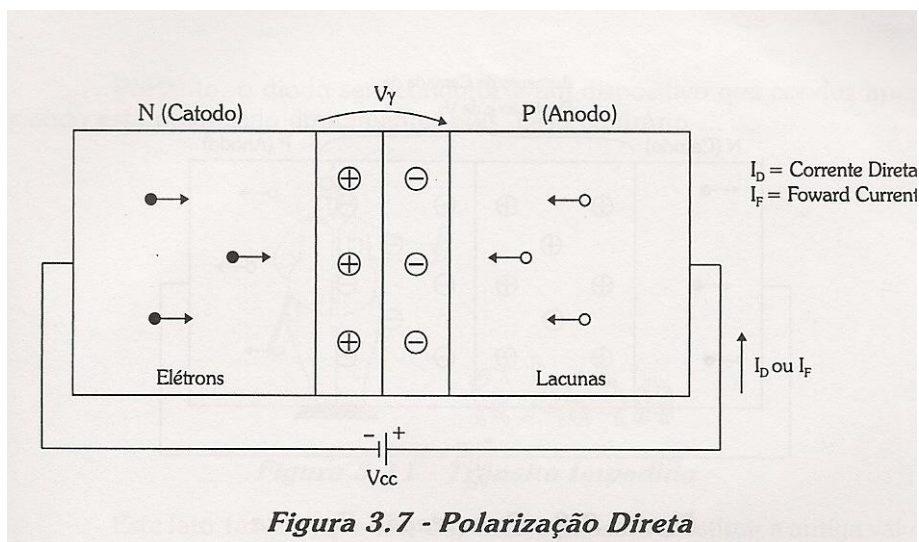 Vγ
N (Catodo)
P (Anodo)
I_D = Corrente Direta
I_F = Foward Current
+ −
+ −
+ −
Elétrons
Lacunas
I_D ou I_F
− +
Vcc
Figura 3.7 - Polarização Direta